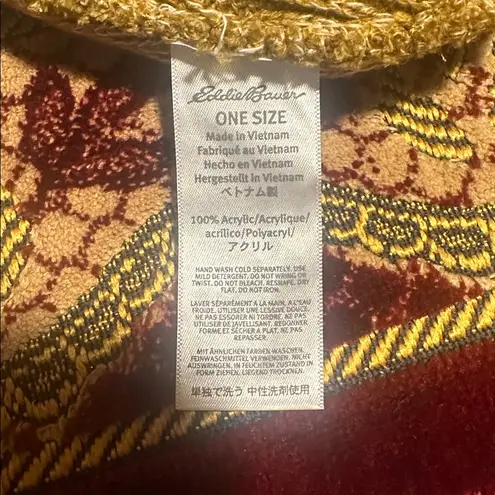 Eddie Bauer
ONE SIZE
Made in Vietnam
Fabriqué au Vietnam
Hecho en Vietnam
Hergestellt in Vietnam
ベトナム製
100% Acrylic/Acrylique/
acrílico/Polyacryl/
アクリル
HAND WASH COLD SEPARATELY. USE
MILD DETERGENT. DO NOT WRING OR
TWIST. DO NOT BLEACH. RESHAPE. DRY
FLAT. DO NOT IRON.
LAVER SÉPARÉMENT À LA MAIN, À L'EAU
FROIDE. UTILISER UN SAVON DOUX.
NE PAS ESSORER NI TORDRE. NE PAS
UTILISER DE JAVELLISANT. REDONNER
FORME ET SÉCHER À PLAT. NE PAS
REPASSER.
MIT ÄHNLICHEN FARBEN WASCHEN.
FEINWASCHMITTEL VERWENDEN. NICHT
AUSWRINGEN. IN FEUCHTEM ZUSTAND IN
FORM ZIEHEN. LIEGEND TROCKNEN.
単独で洗う 中性洗剤使用